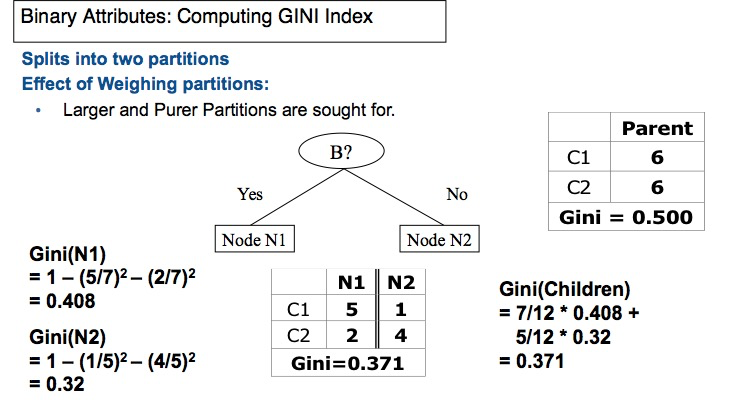 Binary Attributes: Computing GINI Index
Splits into two partitions
Effect of Weighing partitions:
• Larger and Purer Partitions are sought for.
B?
Yes
No
Node N1
Node N2
Parent
C1 6
C2 6
Gini = 0.500
Gini(N1)
= 1 – (5/7)² – (2/7)²
= 0.408
Gini(N2)
= 1 – (1/5)² – (4/5)²
= 0.32
N1 N2
C1 5 1
C2 2 4
Gini=0.371
Gini(Children)
= 7/12 * 0.408 +
5/12 * 0.32
= 0.371